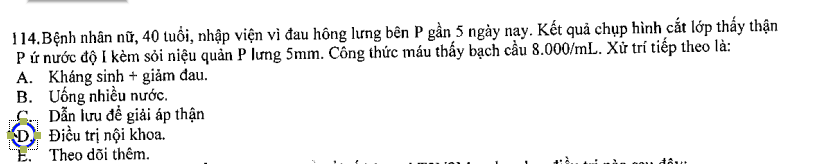 114.Bệnh nhân nữ, 40 tuổi, nhập viện vì đau hông lưng bên P gần 5 ngày nay. Kết quả chụp hình cắt lớp thấy thận
P ứ nước độ I kèm sỏi niệu quản P lưng 5mm. Công thức máu thấy bạch cầu 8.000/mL. Xử trí tiếp theo là:
A. Kháng sinh + giảm đau.
B. Uống nhiều nước.
C. Dẫn lưu để giải áp thận
D. Điều trị nội khoa.
E. Theo dõi thêm.